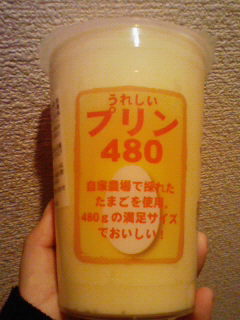 うれしい
プリン
480
自家農場で採れた
たまごを使用。
480gの満足サイズ
でおいしい!